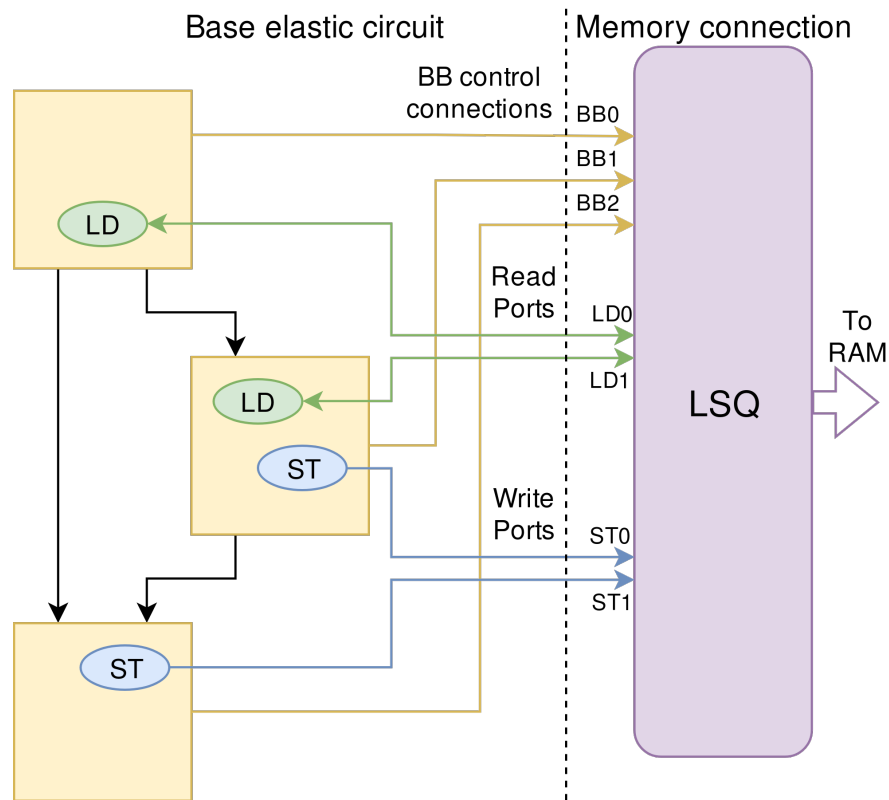 Base elastic circuit
Memory connection
BB control
connections
BB0
BB1
BB2
LD
Read
Ports
LD0
To
RAM
LD1
LD
LSQ
ST
Write
Ports
ST0
ST1
ST